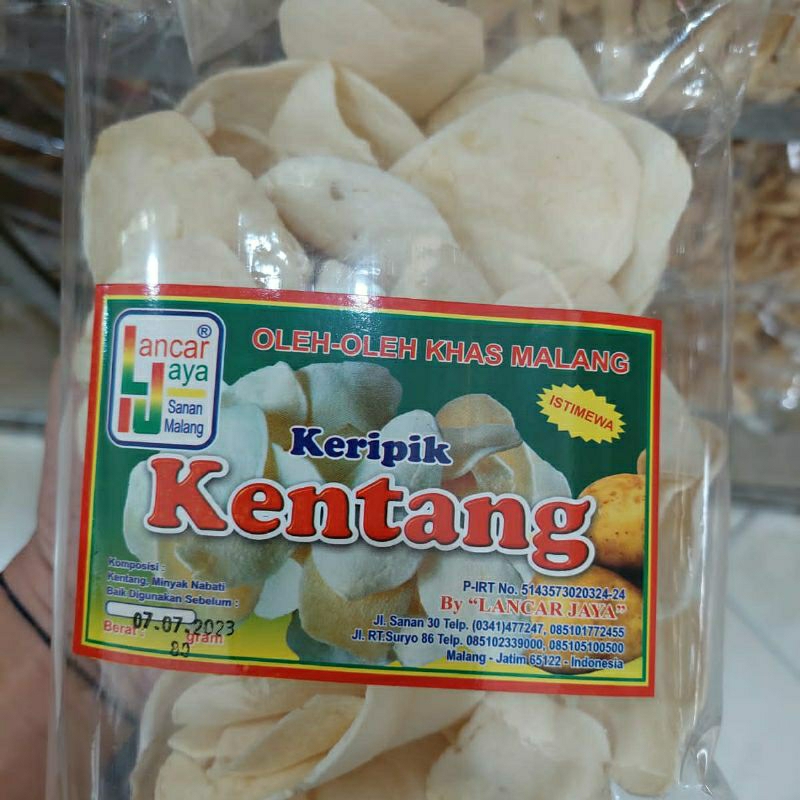 Lancar
Jaya
LJ
Sanan
Malang
®
OLEH-OLEH KHAS MALANG
ISTIMEWA
Keripik
Kentang
Komposisi :
Kentang, Minyak Nabati
Baik Digunakan Sebelum :
07.07.2023
Berat : 80 gram
P-IRT No. 5143573020324-24
By "LANCAR JAYA"
Jl. Sanan 30 Telp. (0341)477247, 085101772455
Jl. RT.Suryo 86 Telp. 085102339000, 085105100500
Malang - Jatim 65122 - Indonesia